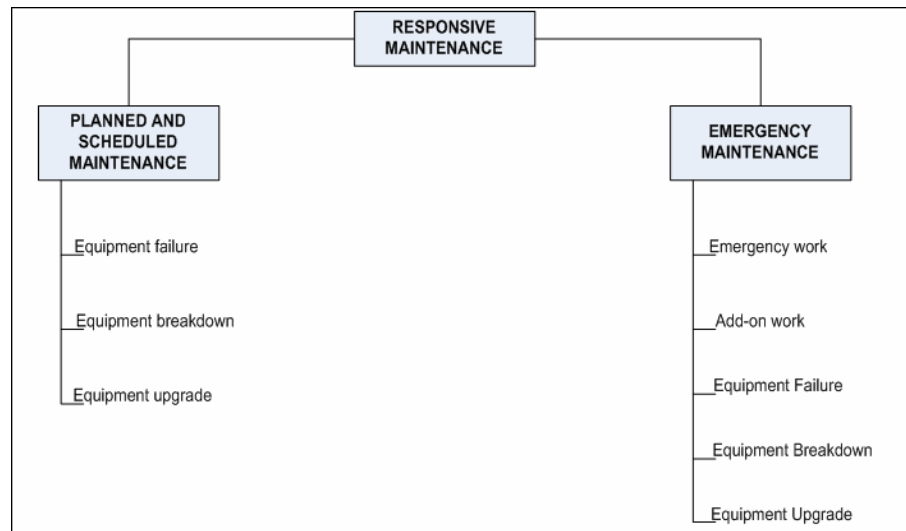 RESPONSIVE
MAINTENANCE
PLANNED AND
SCHEDULED
MAINTENANCE
Equipment failure
Equipment breakdown
Equipment upgrade
EMERGENCY
MAINTENANCE
Emergency work
Add-on work
Equipment Failure
Equipment Breakdown
Equipment Upgrade